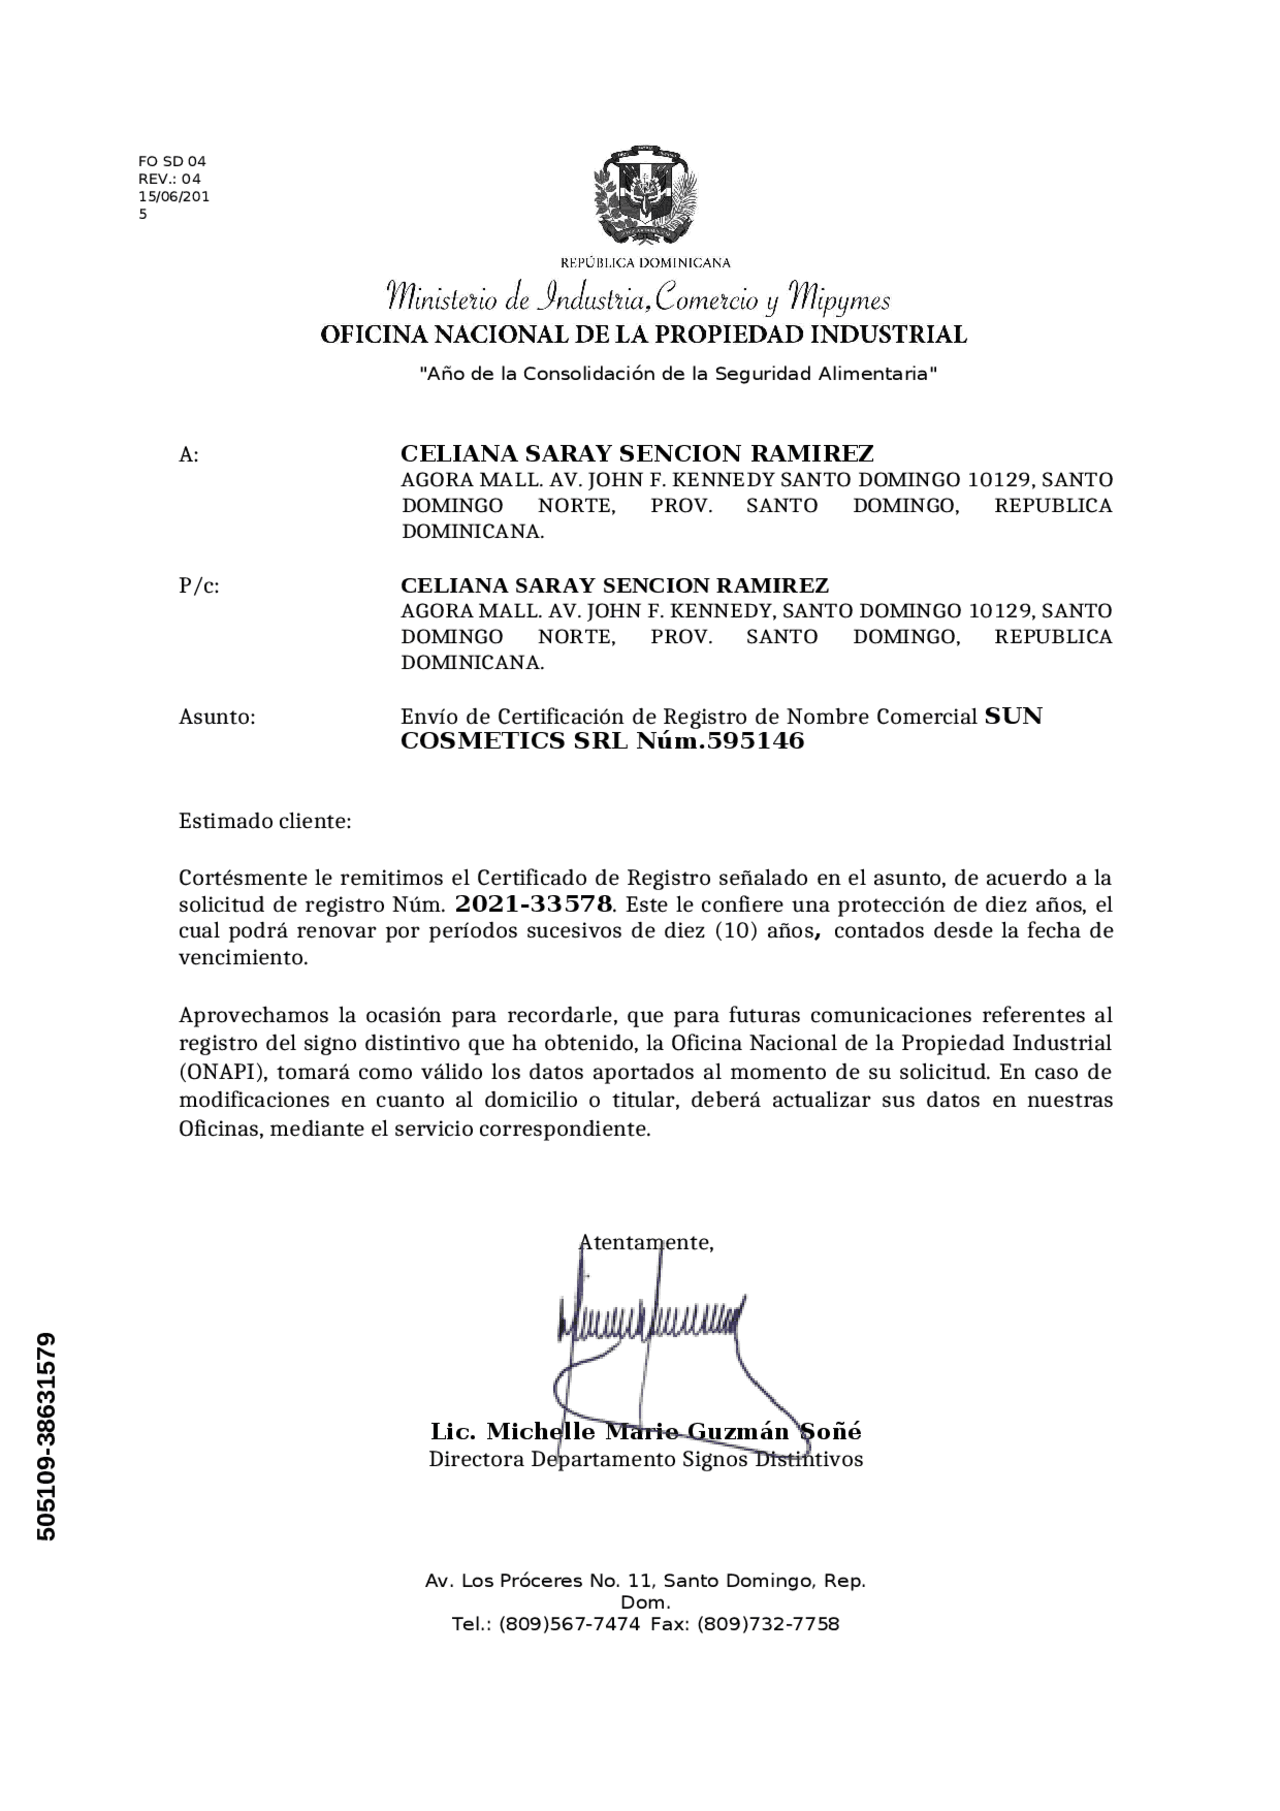 FO SD 04
REV.: 04
15/06/201
5
REPÚBLICA DOMINICANA
Ministerio de Industria, Comercio y Mipymes
OFICINA NACIONAL DE LA PROPIEDAD INDUSTRIAL
"Año de la Consolidación de la Seguridad Alimentaria"
A: CELIANA SARAY SENCION RAMIREZ
AGORA MALL. AV. JOHN F. KENNEDY SANTO DOMINGO 10129, SANTO
DOMINGO NORTE, PROV. SANTO DOMINGO, REPUBLICA
DOMINICANA.
P/c: CELIANA SARAY SENCION RAMIREZ
AGORA MALL. AV. JOHN F. KENNEDY, SANTO DOMINGO 10129, SANTO
DOMINGO NORTE, PROV. SANTO DOMINGO, REPUBLICA
DOMINICANA.
Asunto: Envío de Certificación de Registro de Nombre Comercial SUN
COSMETICS SRL Núm.595146
Estimado cliente:
Cortésmente le remitimos el Certificado de Registro señalado en el asunto, de acuerdo a la
solicitud de registro Núm. 2021-33578. Este le confiere una protección de diez años, el
cual podrá renovar por períodos sucesivos de diez (10) años, contados desde la fecha de
vencimiento.
Aprovechamos la ocasión para recordarle, que para futuras comunicaciones referentes al
registro del signo distintivo que ha obtenido, la Oficina Nacional de la Propiedad Industrial
(ONAPI), tomará como válido los datos aportados al momento de su solicitud. En caso de
modificaciones en cuanto al domicilio o titular, deberá actualizar sus datos en nuestras
Oficinas, mediante el servicio correspondiente.
Atentamente,
Lic. Michelle Marie Guzmán Soñé
Directora Departamento Signos Distintivos
505109-38631579
Av. Los Próceres No. 11, Santo Domingo, Rep.
Dom.
Tel.: (809)567-7474 Fax: (809)732-7758